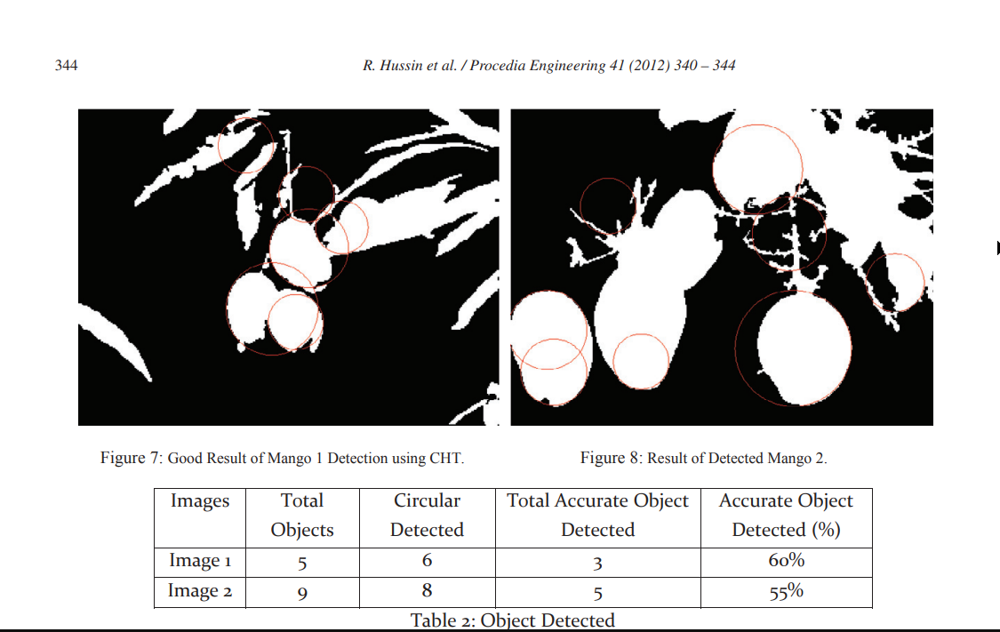 344
R. Hussin et al. / Procedia Engineering 41 (2012) 340 – 344
Figure 7: Good Result of Mango 1 Detection using CHT.
Figure 8: Result of Detected Mango 2.
Images Total Objects Circular Detected Total Accurate Object Detected Accurate Object Detected (%)
Image 1 5 6 3 60%
Image 2 9 8 5 55%
Table 2: Object Detected